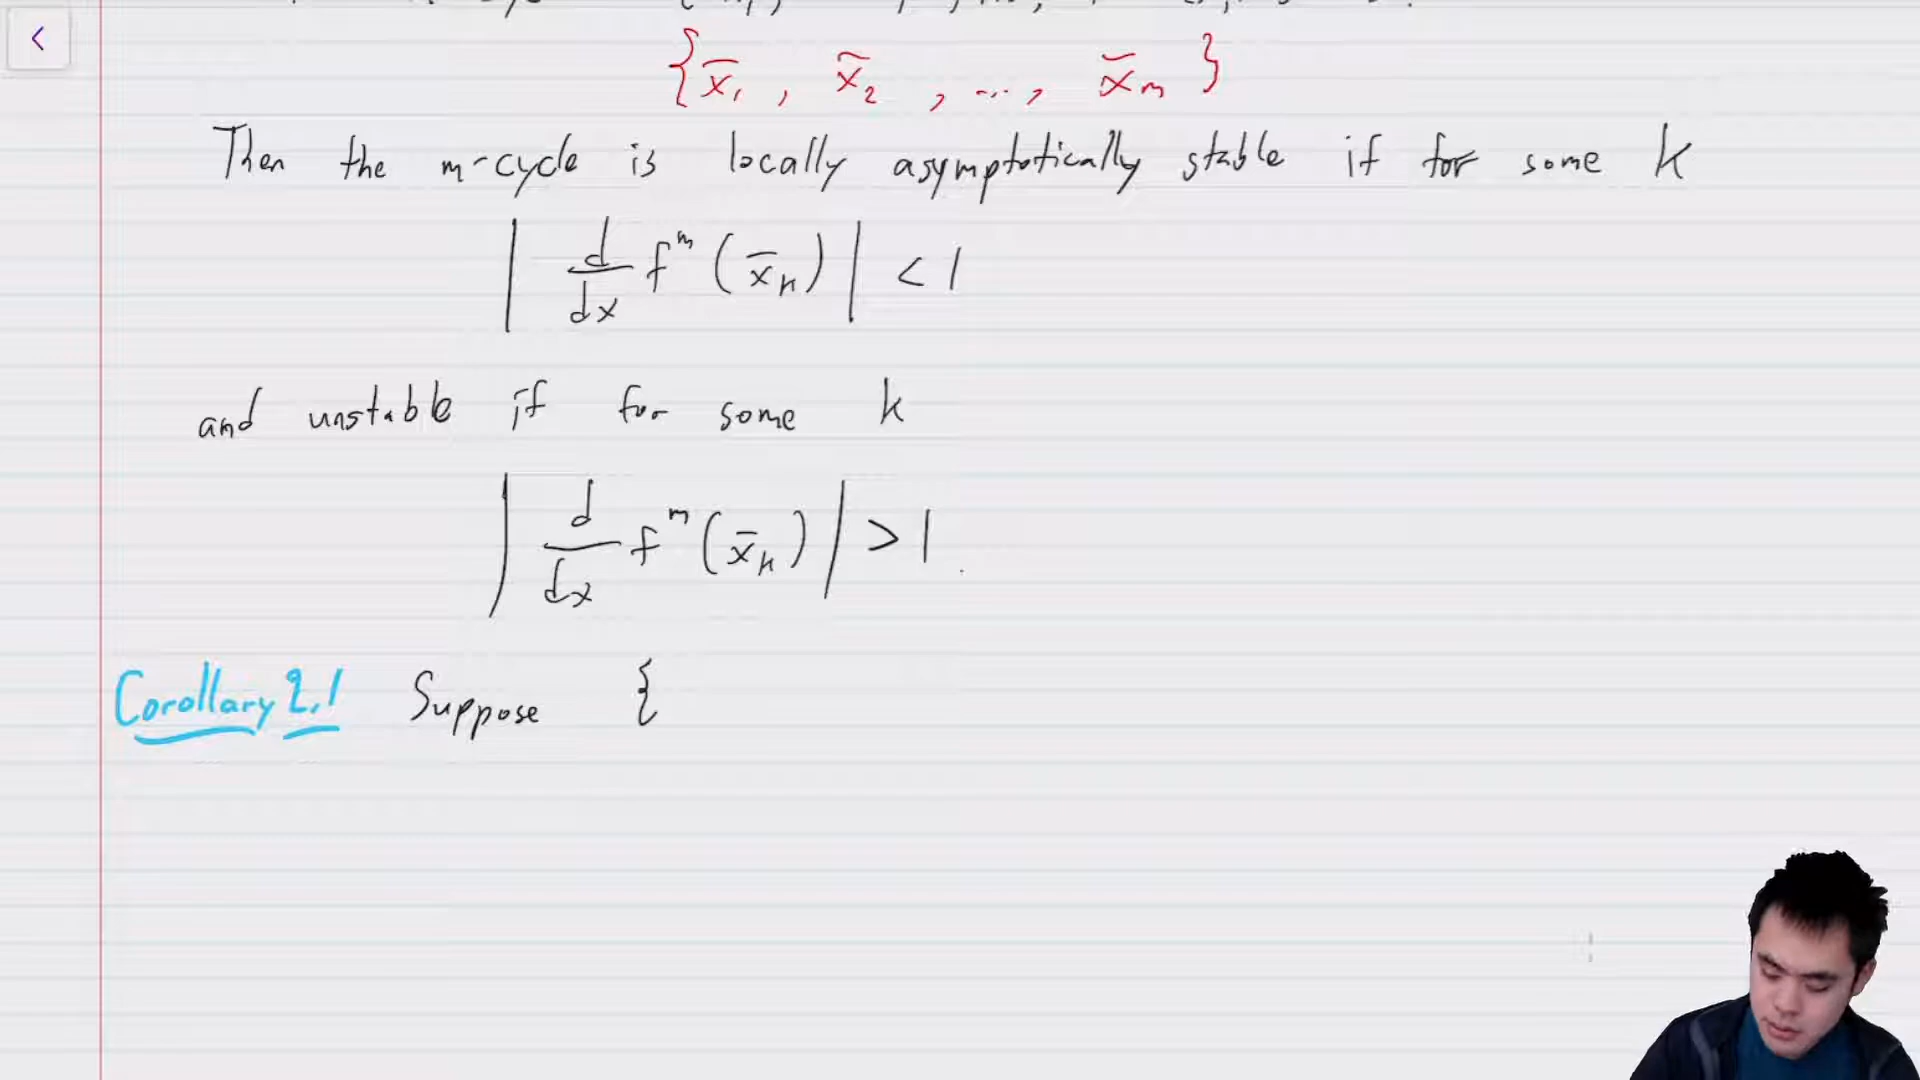 {x̄₁, x̄₂, ..., x̄ₘ}
Then the m-cycle is locally asymptotically stable if for some k
| d/dx fᵐ(x̄ₖ) | < 1
and unstable if for some k
| d/dx fᵐ(x̄ₖ) | > 1.
Corollary 2.1 Suppose {